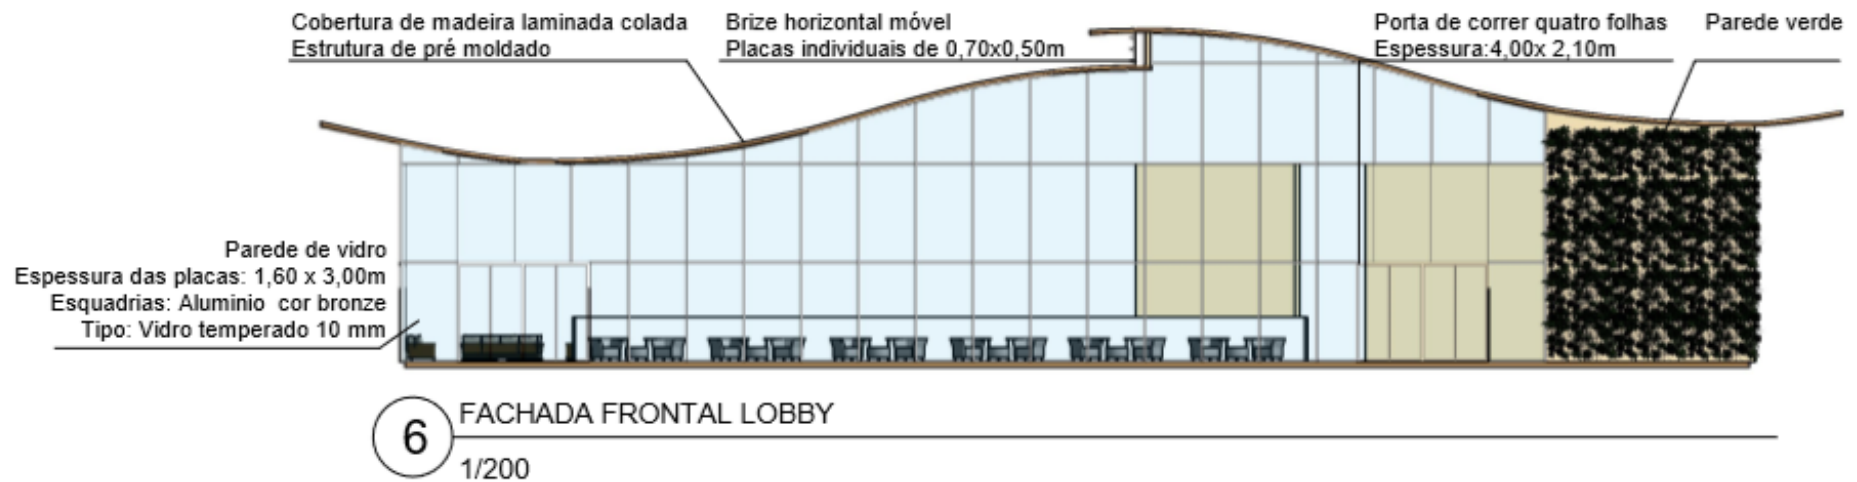 Cobertura de madeira laminada colada
Estrutura de pré moldado
Brize horizontal móvel
Placas individuais de 0,70x0,50m
Porta de correr quatro folhas
Espessura:4,00x 2,10m
Parede verde
Parede de vidro
Espessura das placas: 1,60 x 3,00m
Esquadrias: Aluminio cor bronze
Tipo: Vidro temperado 10 mm
6
FACHADA FRONTAL LOBBY
1/200